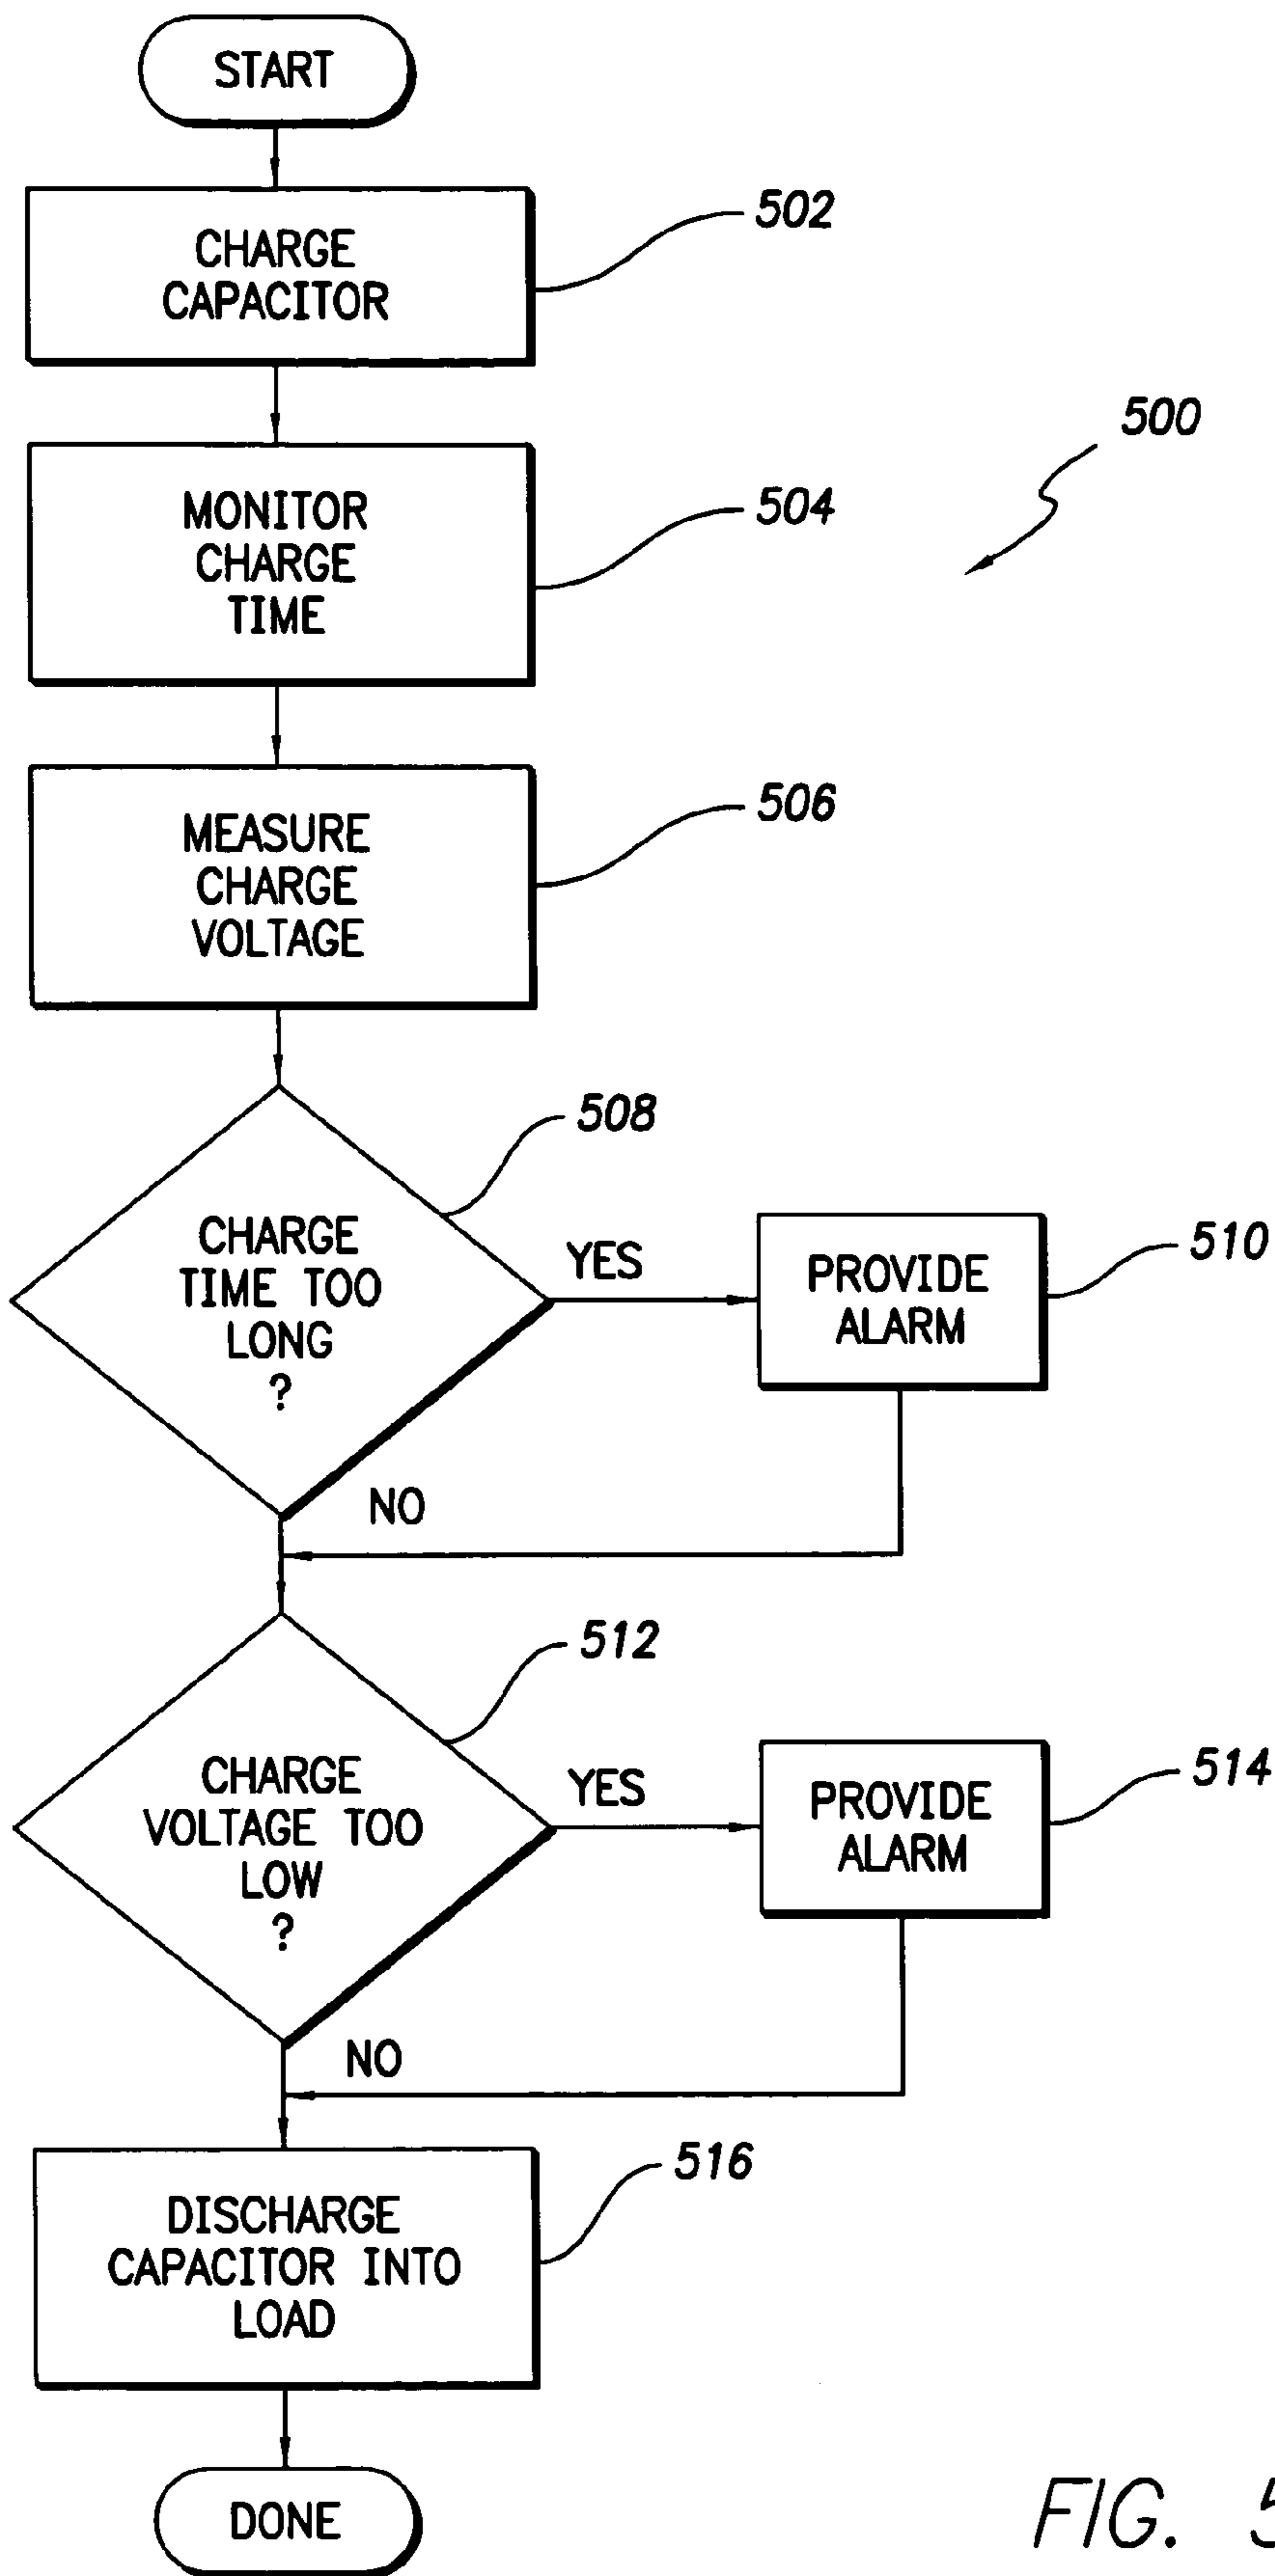 START
CHARGE
CAPACITOR
502
500
MONITOR
CHARGE
TIME
504
MEASURE
CHARGE
VOLTAGE
506
508
CHARGE
TIME TOO
LONG
?
YES
PROVIDE
ALARM
510
NO
512
CHARGE
VOLTAGE TOO
LOW
?
YES
PROVIDE
ALARM
514
NO
516
DISCHARGE
CAPACITOR INTO
LOAD
DONE
FIG. 5